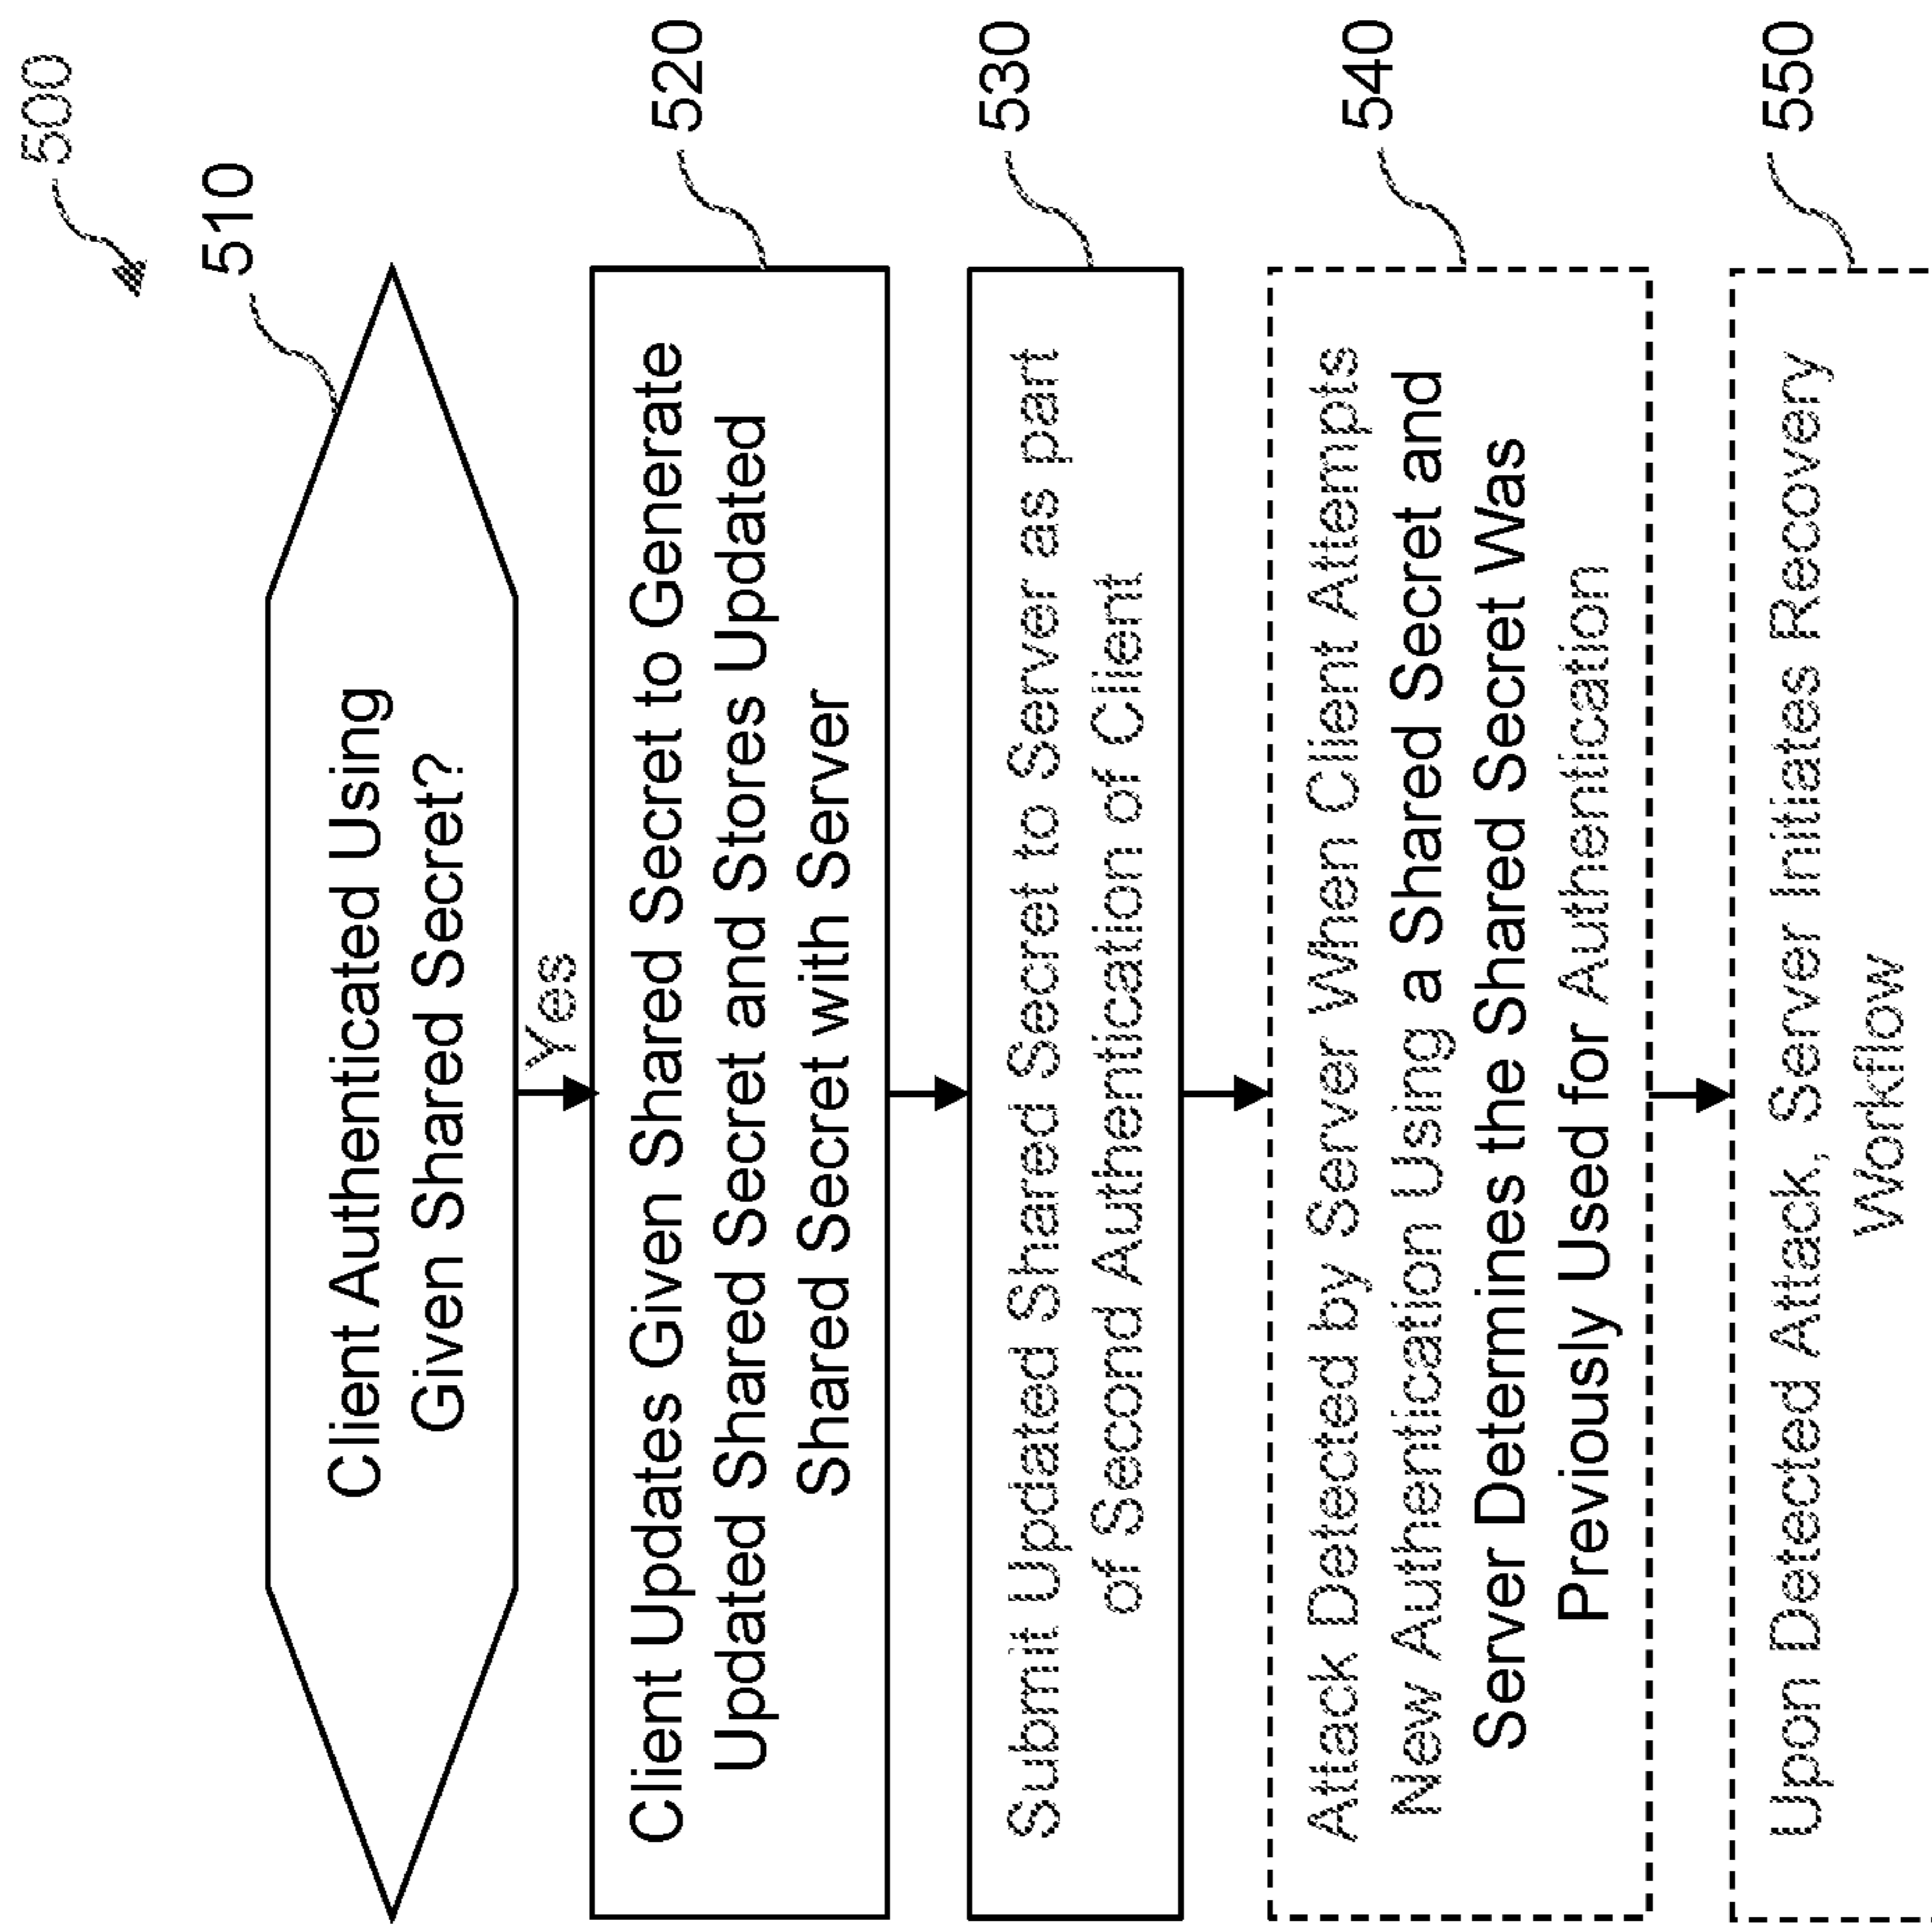 500
510
Client Authenticated Using
Given Shared Secret?
Yes
520
Client Updates Given Shared Secret to Generate
Updated Shared Secret and Stores Updated
Shared Secret with Server
530
Submit Updated Shared Secret to Server as part
of Second Authentication of Client
540
Attack Detected by Server When Client Attempts
New Authentication Using a Shared Secret and
Server Determines the Shared Secret Was
Previously Used for Authentication
550
Upon Detected Attack, Server Initiates Recovery
Workflow